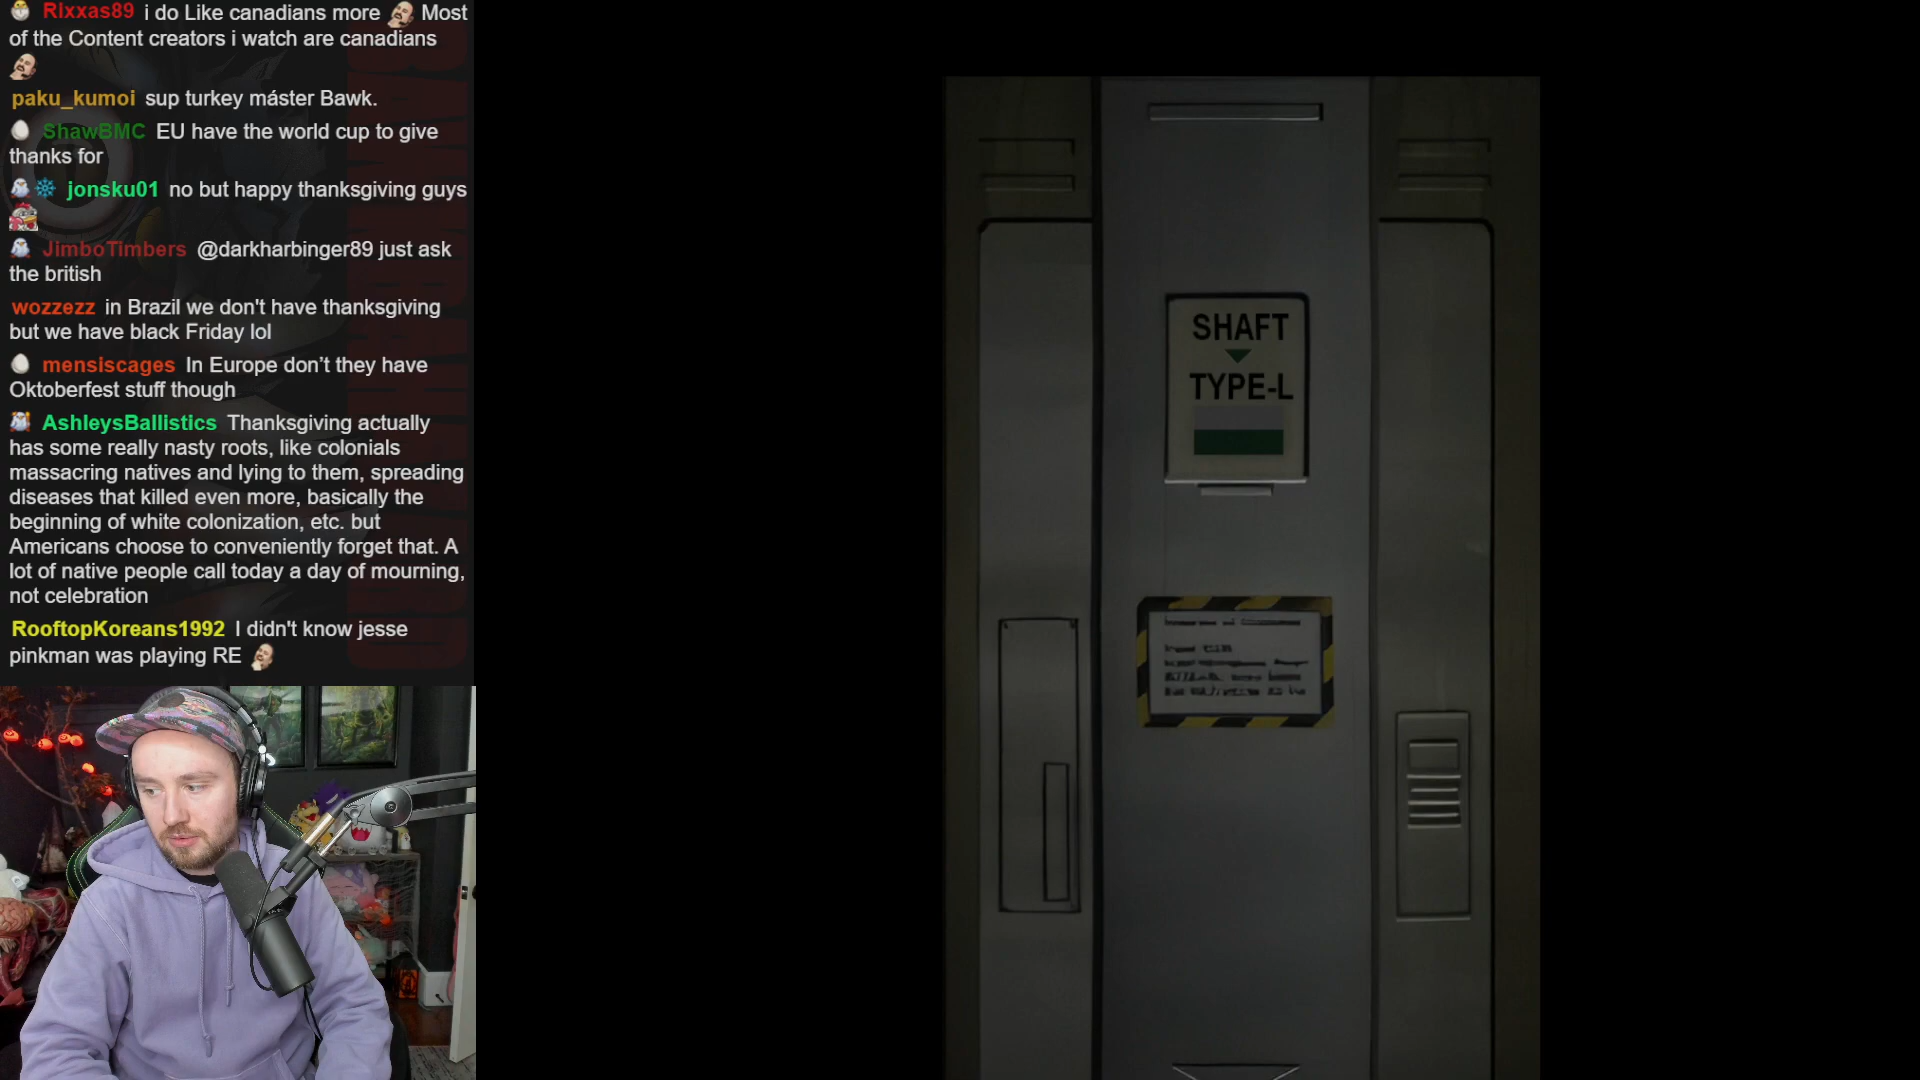 RIxxas89 i do Like canadians more Most
of the Content creators i watch are canadians
paku_kumoi sup turkey máster Bawk.
ShawBMC EU have the world cup to give
thanks for
jonsku01 no but happy thanksgiving guys
JimboTimbers @darkharbinger89 just ask
the british
wozzezz in Brazil we don't have thanksgiving
but we have black Friday lol
mensiscages In Europe don’t they have
Oktoberfest stuff though
AshleysBallistics Thanksgiving actually
has some really nasty roots, like colonials
massacring natives and lying to them, spreading
diseases that killed even more, basically the
beginning of white colonization, etc. but
Americans choose to conveniently forget that. A
lot of native people call today a day of mourning,
not celebration
RooftopKoreans1992 I didn't know jesse
pinkman was playing RE
SHAFT
TYPE-L